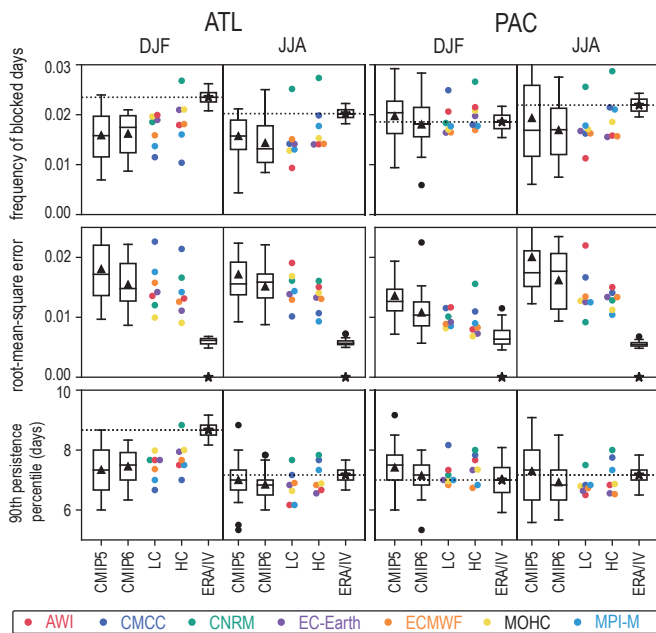 ATL PAC
DJF JJA DJF JJA
frequency of blocked days
0.03
0.02
0.01
0.00
root-mean-square error
0.02
0.01
0.00
90th persistence
percentile (days)
10
8
6
CMIP5 CMIP6 LC HC ERA/IV CMIP5 CMIP6 LC HC ERA/IV CMIP5 CMIP6 LC HC ERA/IV CMIP5 CMIP6 LC HC ERA/IV
AWI CMCC CNRM EC-Earth ECMWF MOHC MPI-M